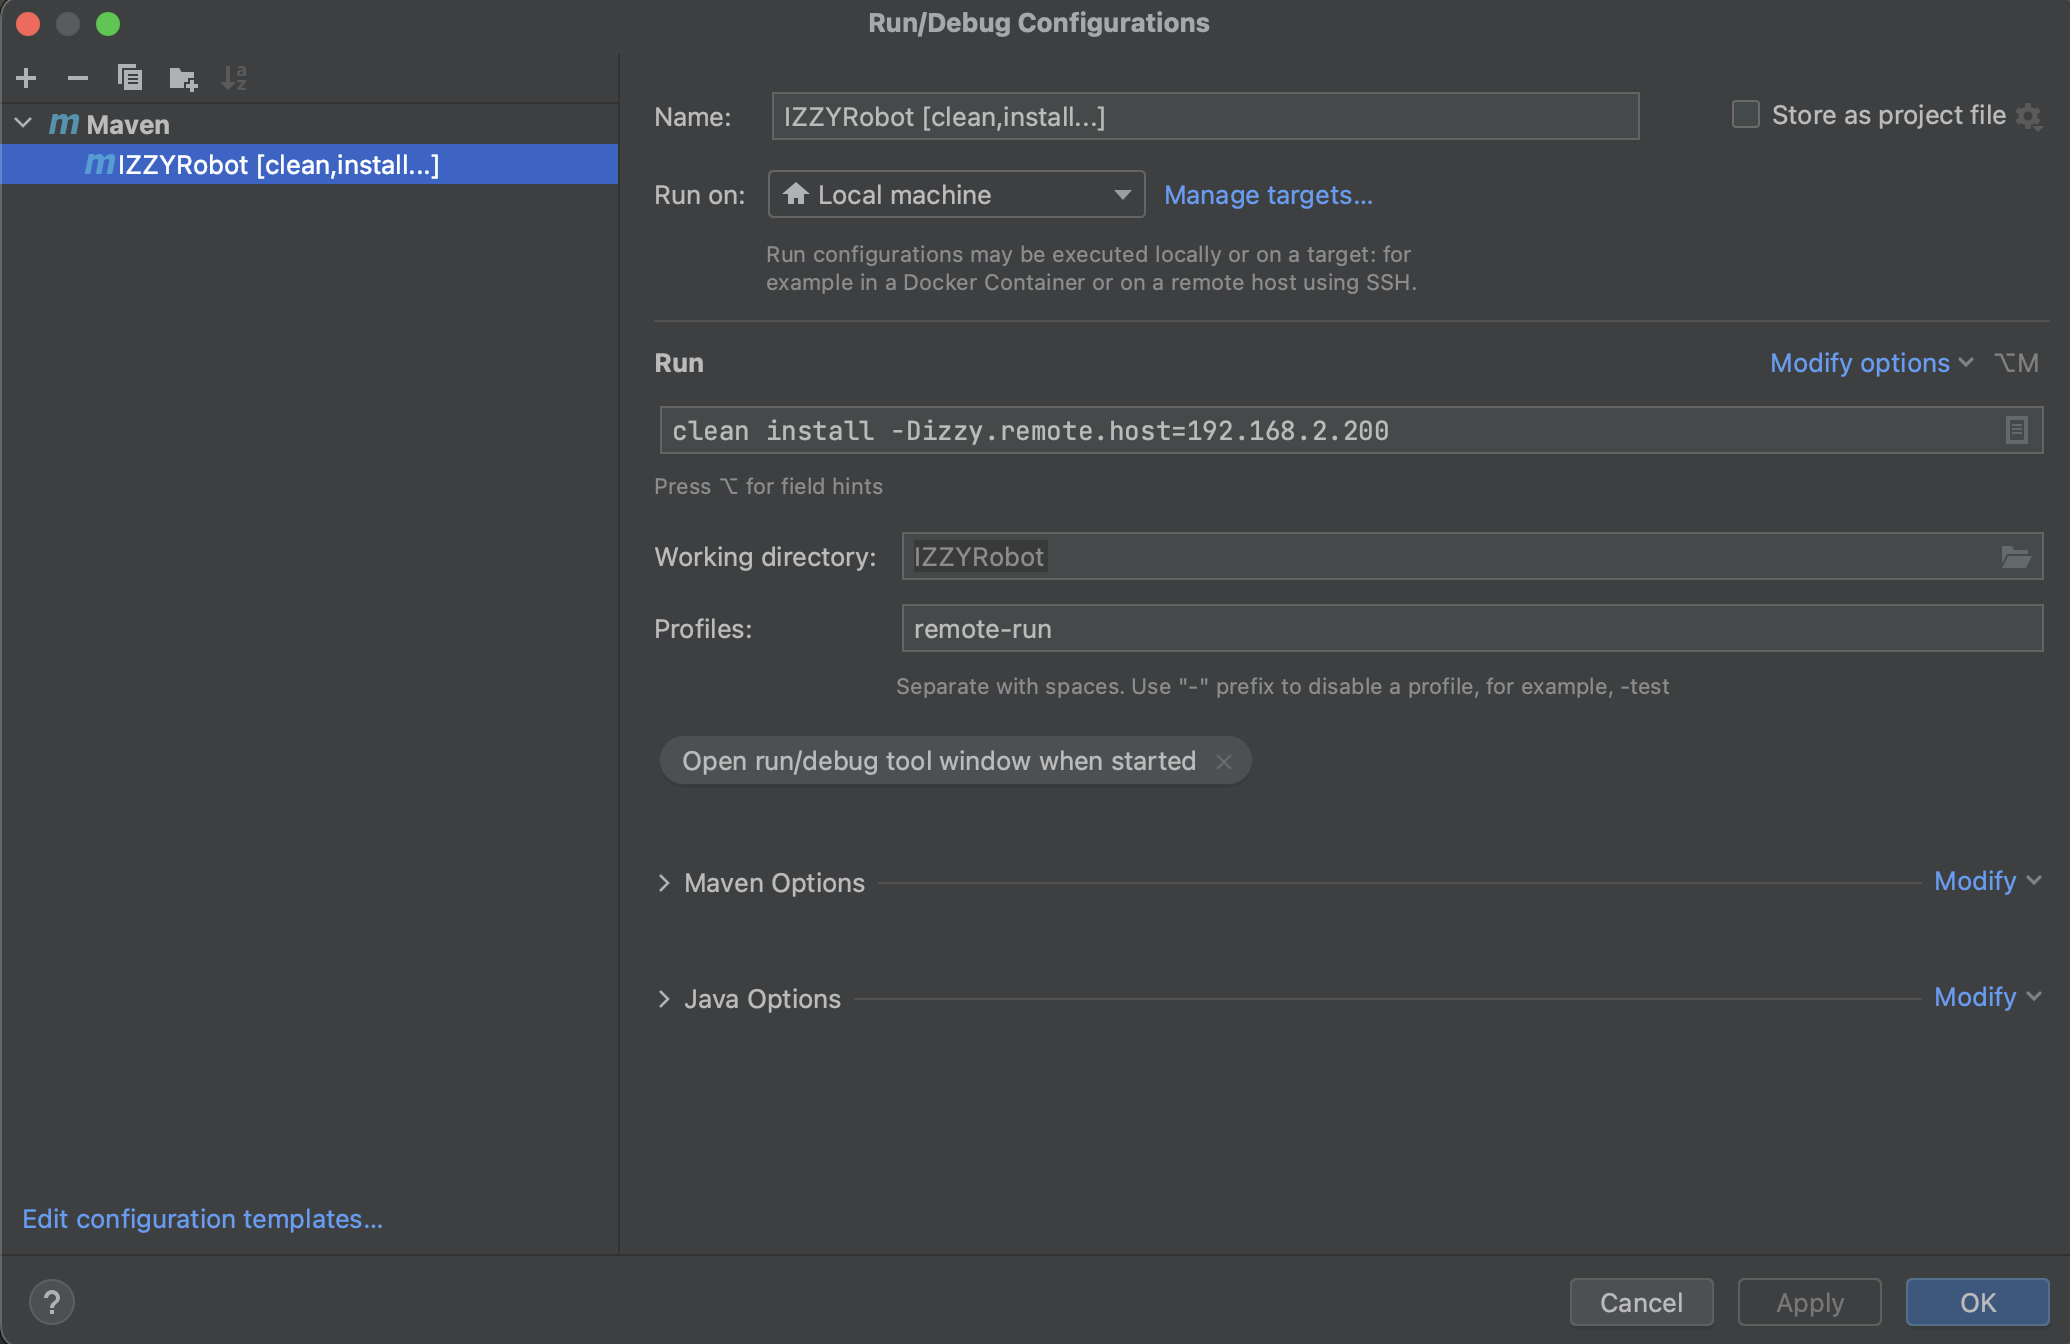 Run/Debug Configurations
Maven
IZZYRobot [clean,install...]
Name:
IZZYRobot [clean,install...]
Store as project file
Run on:
Local machine
Manage targets...
Run configurations may be executed locally or on a target: for
example in a Docker Container or on a remote host using SSH.
Run
Modify options
⌥M
clean install -Dizzy.remote.host=192.168.2.200
Press ⌥ for field hints
Working directory:
IZZYRobot
Profiles:
remote-run
Separate with spaces. Use "-" prefix to disable a profile, for example, -test
Open run/debug tool window when started
Maven Options
Modify
Java Options
Modify
Edit configuration templates...
?
Cancel
Apply
OK